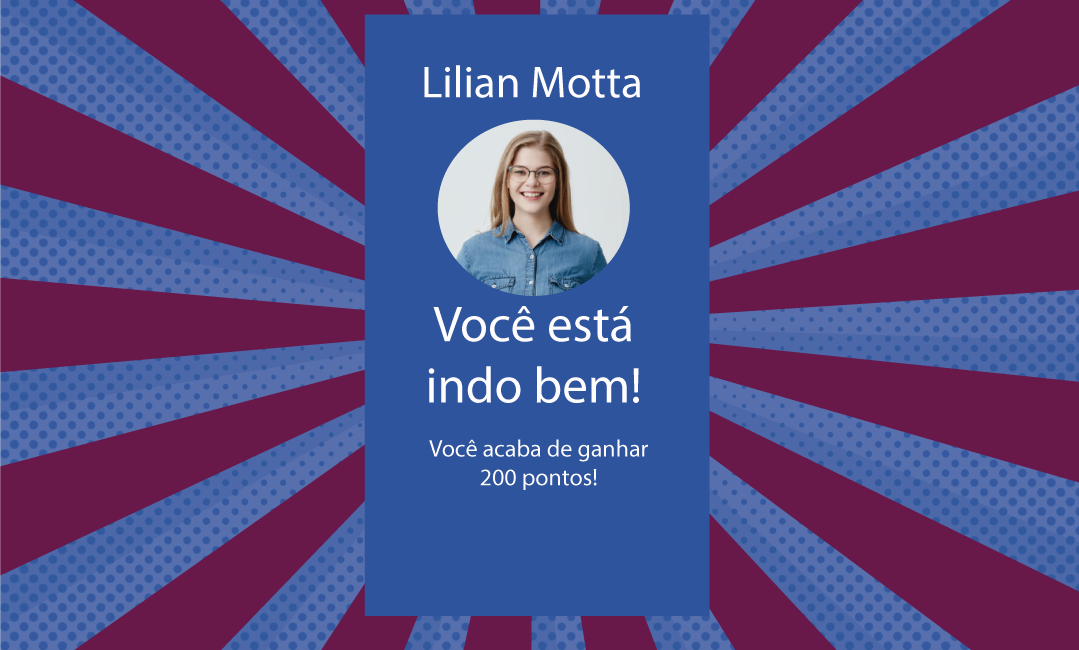 Lilian Motta
Você está
indo bem!
Você acaba de ganhar
200 pontos!